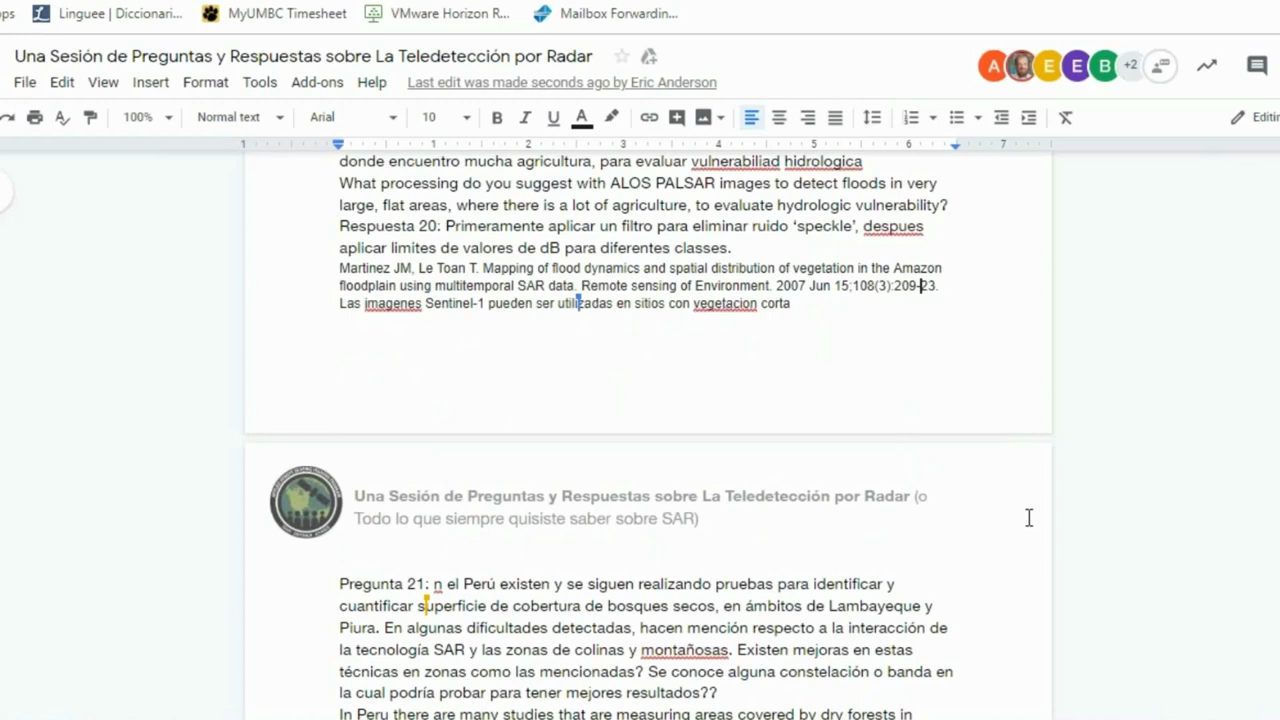 ps Linguee | Diccionari... MyUMBC Timesheet VMware Horizon R... Mailbox Forwardin...
Una Sesión de Preguntas y Respuestas sobre La Teledetección por Radar
A E E B +2
File Edit View Insert Format Tools Add-ons Help Last edit was made seconds ago by Eric Anderson
100% Normal text Arial 10 B I U A Editin
1 1 2 3 4 5 6 7
donde encuentro mucha agricultura, para evaluar vulnerabiliad hidrologica
What processing do you suggest with ALOS PALSAR images to detect floods in very
large, flat areas, where there is a lot of agriculture, to evaluate hydrologic vulnerability?
Respuesta 20: Primeramente aplicar un filtro para eliminar ruido ‘speckle’, despues
aplicar limites de valores de dB para diferentes classes.
Martinez JM, Le Toan T. Mapping of flood dynamics and spatial distribution of vegetation in the Amazon
floodplain using multitemporal SAR data. Remote sensing of Environment. 2007 Jun 15;108(3):209-23.
Las imagenes Sentinel-1 pueden ser utilizadas en sitios con vegetacion corta
Una Sesión de Preguntas y Respuestas sobre La Teledetección por Radar (o
Todo lo que siempre quisiste saber sobre SAR)
Pregunta 21: n el Perú existen y se siguen realizando pruebas para identificar y
cuantificar superficie de cobertura de bosques secos, en ámbitos de Lambayeque y
Piura. En algunas dificultades detectadas, hacen mención respecto a la interacción de
la tecnología SAR y las zonas de colinas y montañosas. Existen mejoras en estas
técnicas en zonas como las mencionadas? Se conoce alguna constelación o banda en
la cual podría probar para tener mejores resultados??
In Peru there are many studies that are measuring areas covered by dry forests in